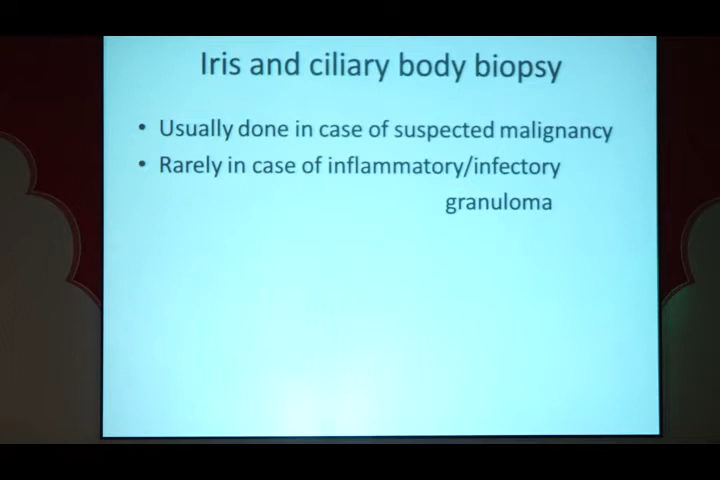 Iris and ciliary body biopsy
• Usually done in case of suspected malignancy
• Rarely in case of inflammatory/infectory
granuloma